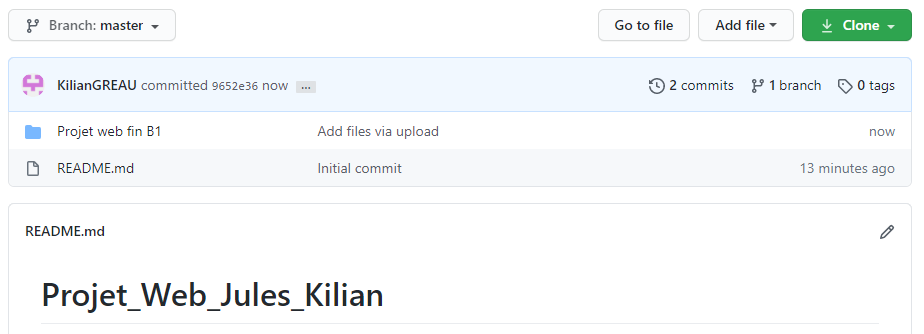 Branch: master Go to file Add file Clone
KilianGREAU committed 9652e36 now ... 2 commits 1 branch 0 tags
Projet web fin B1 Add files via upload now
README.md Initial commit 13 minutes ago
README.md
Projet_Web_Jules_Kilian